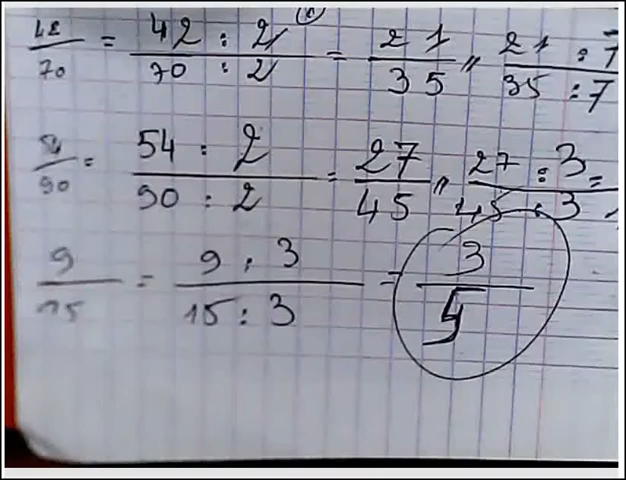 42/70 = 42 : 2 / 70 : 2 = 21/35 " 21 : 7 / 35 : 7
54/90 = 54 : 2 / 90 : 2 = 27/45 " 27 : 3 / 45 : 3 =
9/15 = 9 : 3 / 15 : 3 = 3/5